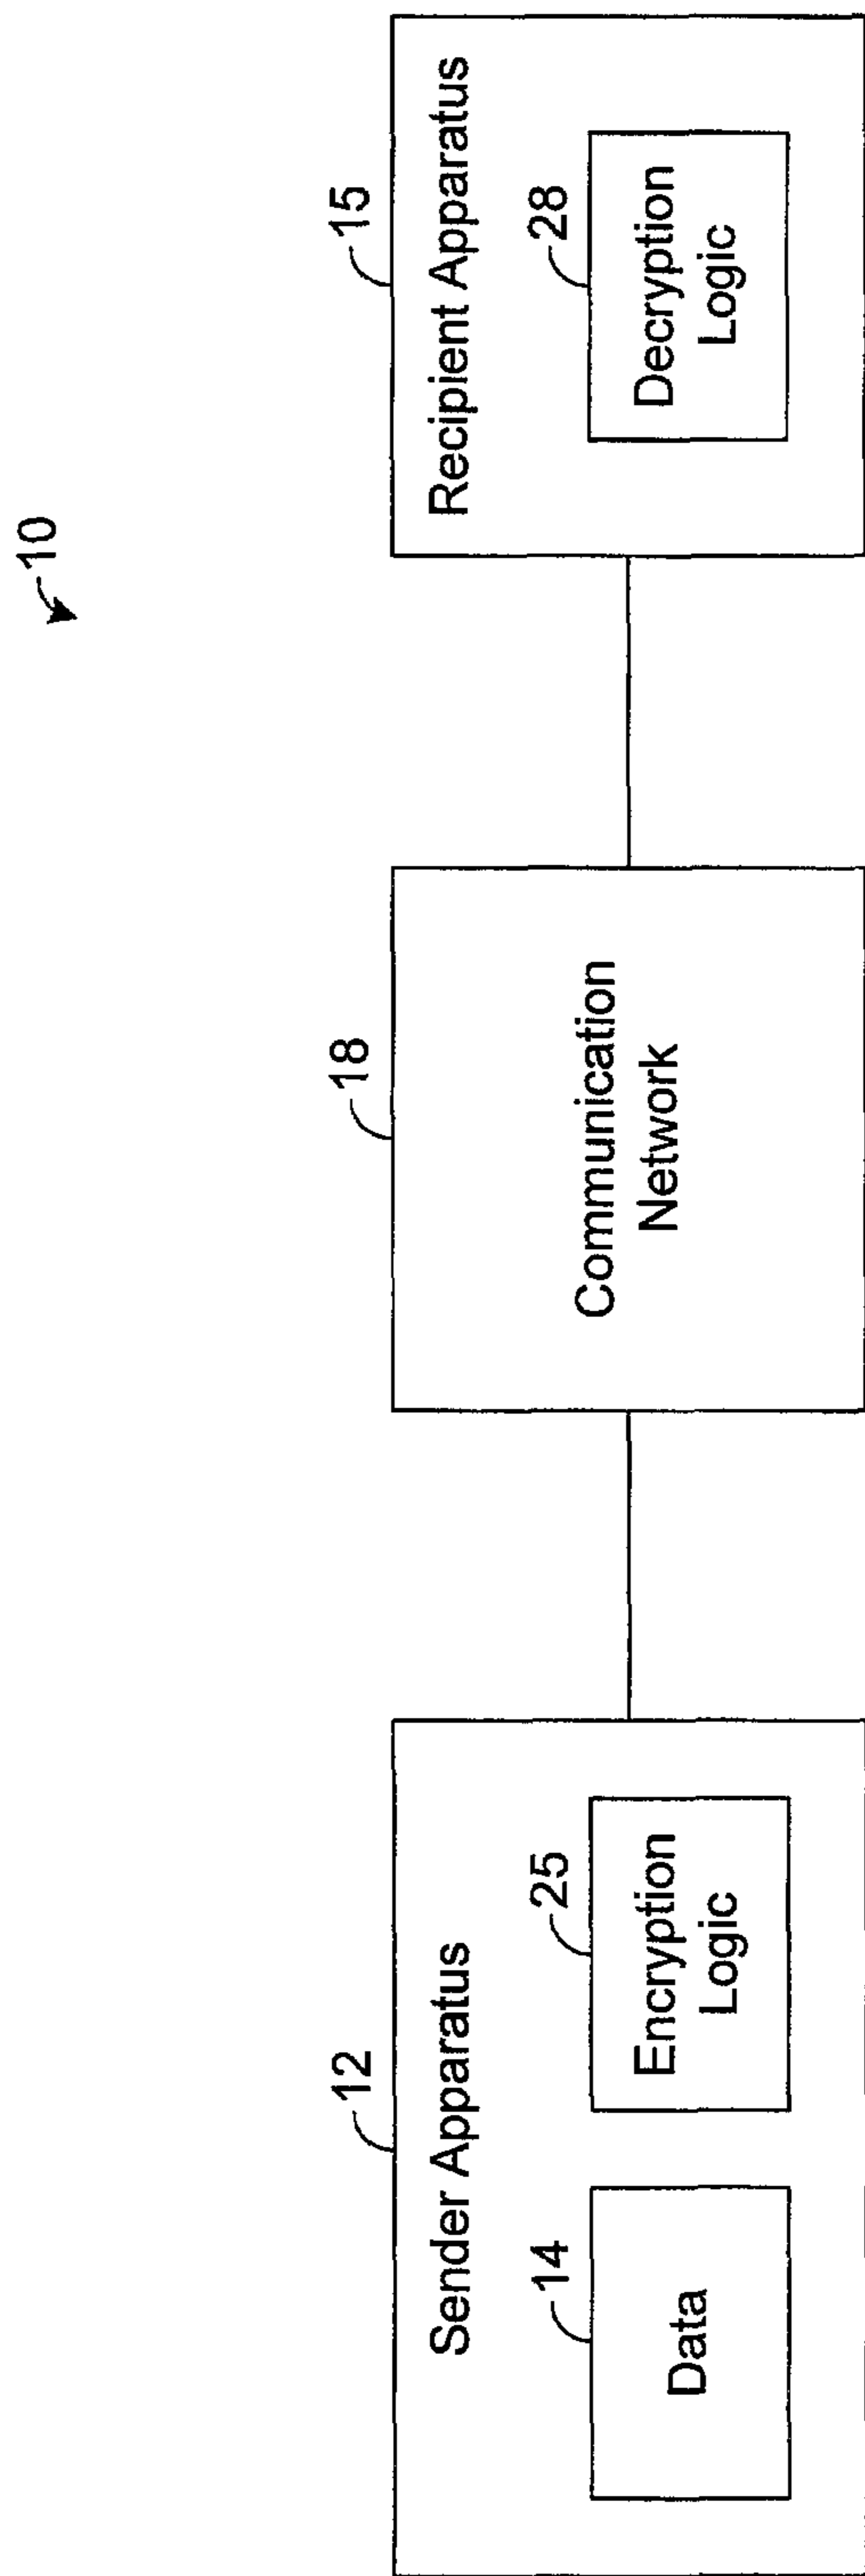 10
12
Sender Apparatus
14
Data
25
Encryption
Logic
18
Communication
Network
15
Recipient Apparatus
28
Decryption
Logic